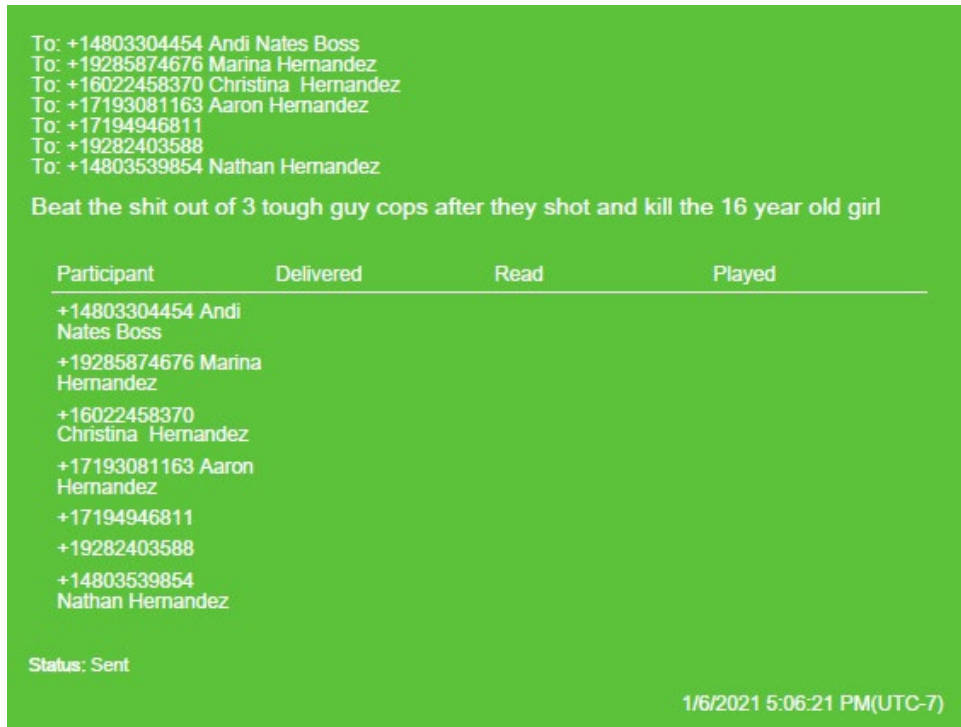 To: +14803304454 Andi Nates Boss
To: +19285874676 Marina Hernandez
To: +16022458370 Christina  Hernandez
To: +17193081163 Aaron Hernandez
To: +17194946811
To: +19282403588
To: +14803539854 Nathan Hernandez
Beat the shit out of 3 tough guy cops after they shot and kill the 16 year old girl
Participant Delivered Read Played
+14803304454 Andi
Nates Boss
+19285874676 Marina
Hernandez
+16022458370
Christina  Hernandez
+17193081163 Aaron
Hernandez
+17194946811
+19282403588
+14803539854
Nathan Hernandez
Status: Sent
1/6/2021 5:06:21 PM(UTC-7)